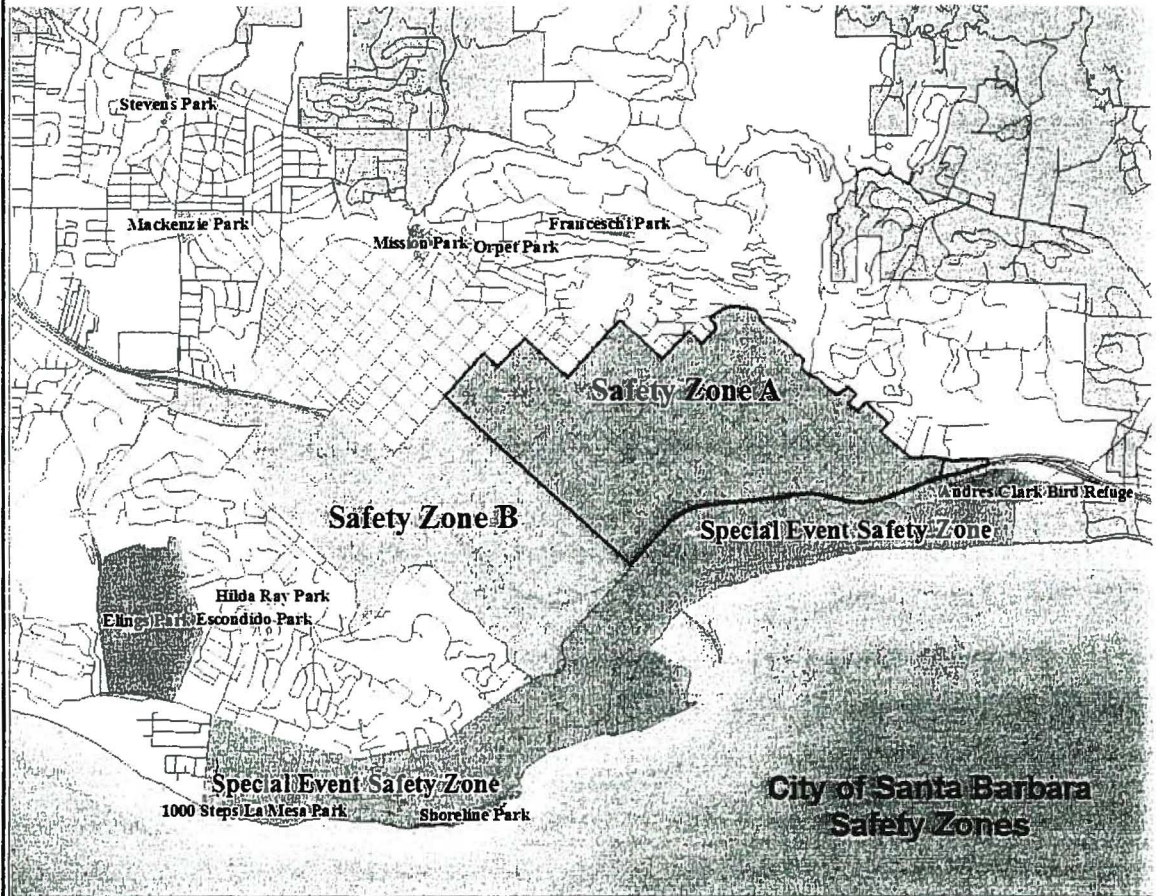 Stevens Park
Mackenzie Park
Mission Park
Orpet Park
Franceschi Park
Safety Zone A
Andres Clark Bird Refuge
Safety Zone B
Special Event Safety Zone
Hilda Ray Park
Elings Park
Escondido Park
Special Event Safety Zone
1000 Steps La Mesa Park
Shoreline Park
City of Santa Barbara
Safety Zones